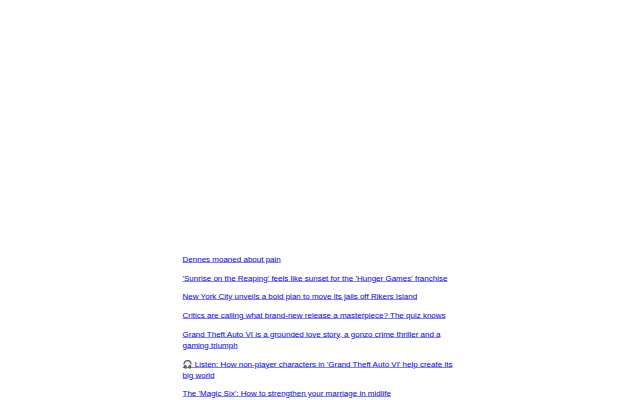 Dennes moaned about pain
'Sunrise on the Reaping' feels like sunset for the 'Hunger Games' franchise
New York City unveils a bold plan to move its jails off Rikers Island
Critics are calling what brand-new release a masterpiece? The quiz knows
Grand Theft Auto VI is a grounded love story, a gonzo crime thriller and a
gaming triumph
🎧 Listen: How non-player characters in 'Grand Theft Auto VI' help create its
big world
The 'Magic Six': How to strengthen your marriage in midlife